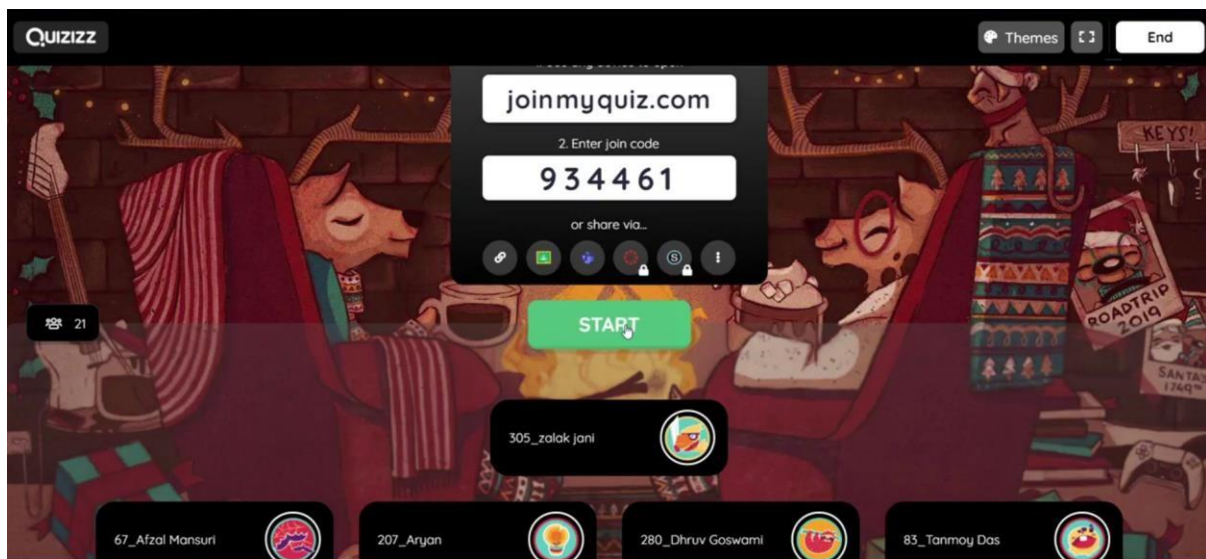 Quizizz
Themes
End
joinmyquiz.com
2. Enter join code
934461
or share via...
21
START
305_zalak jani
67_Afzal Mansuri
207_Aryan
280_Dhruv Goswami
83_Tanmoy Das
KEYS!
ROADTRIP
2019
SANTA'S